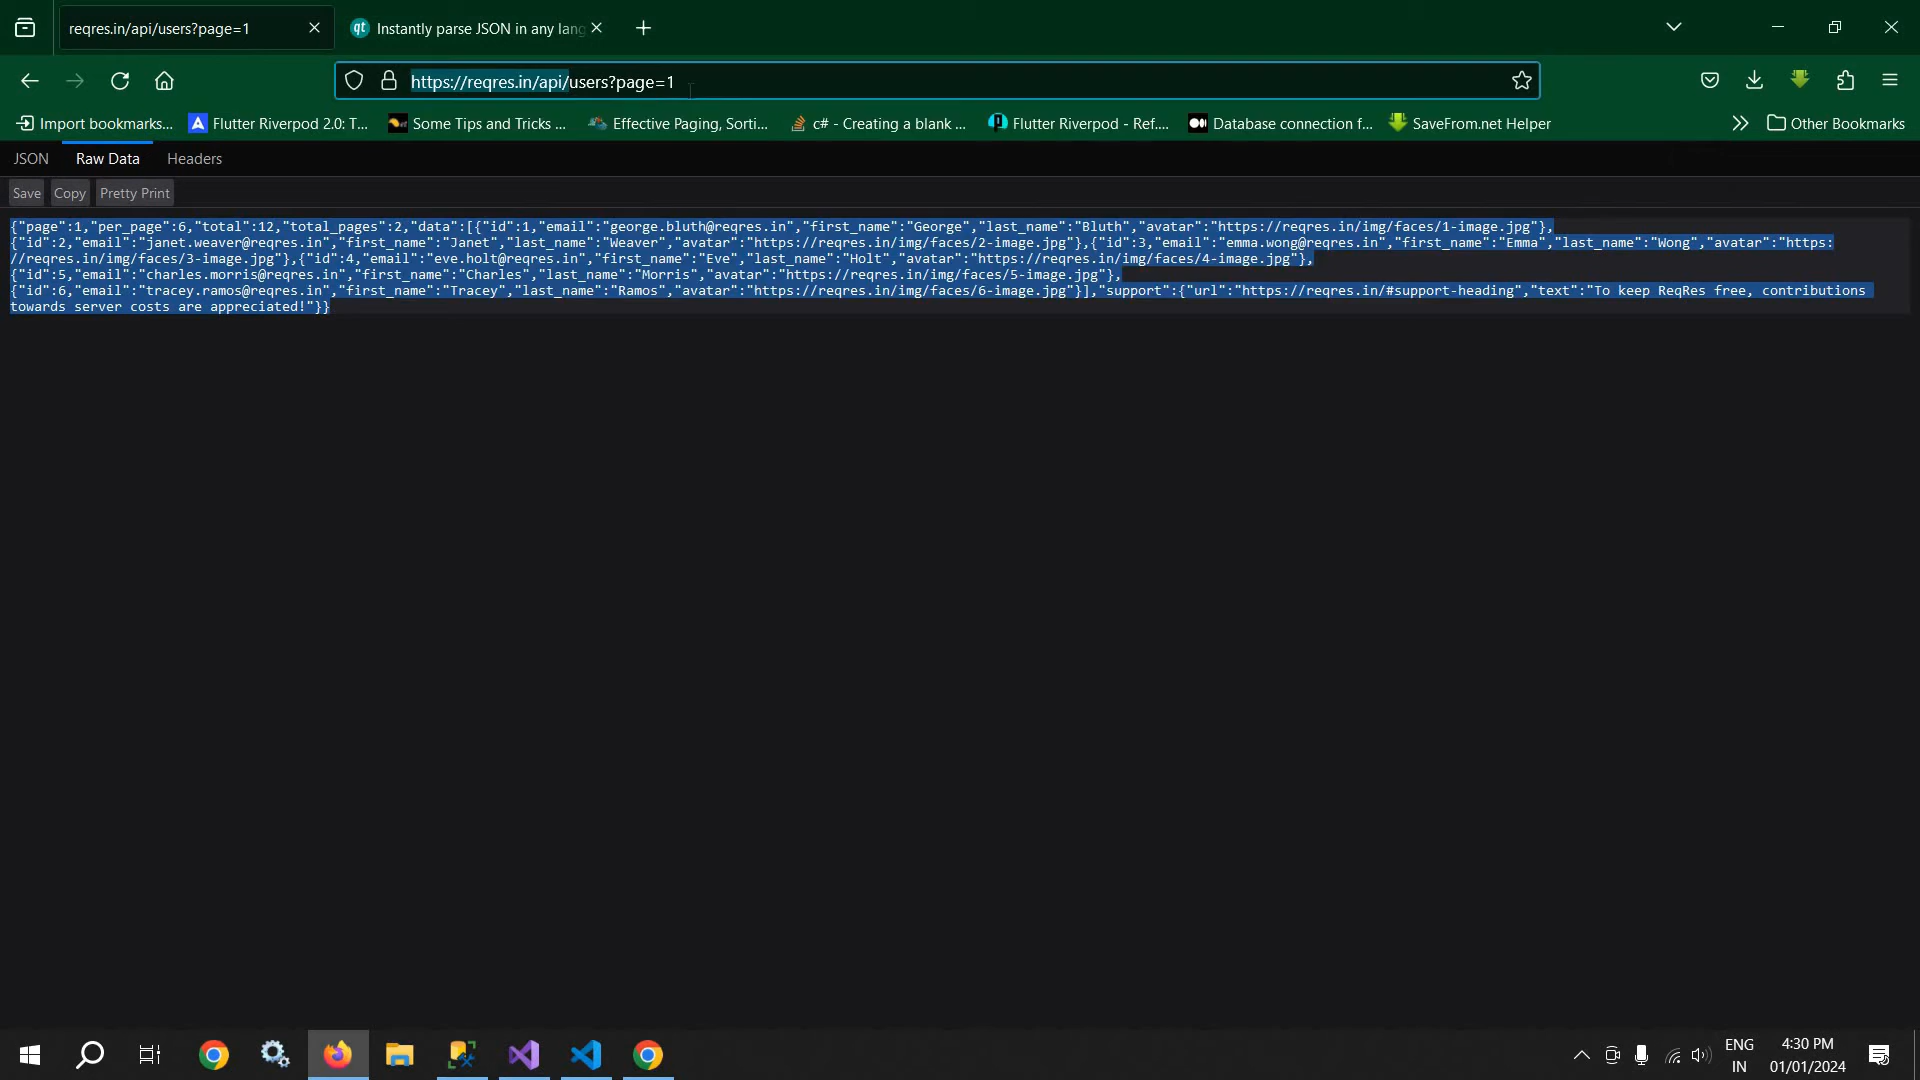 reqres.in/api/users?page=1
qt Instantly parse JSON in any lang
https://reqres.in/api/users?page=1
Import bookmarks... Flutter Riverpod 2.0: T... Some Tips and Tricks ... Effective Paging, Sorti... c# - Creating a blank ... Flutter Riverpod - Ref.... Database connection f... SaveFrom.net Helper Other Bookmarks
JSON Raw Data Headers
Save Copy Pretty Print
{"page":1,"per_page":6,"total":12,"total_pages":2,"data":[{"id":1,"email":"george.bluth@reqres.in","first_name":"George","last_name":"Bluth","avatar":"https://reqres.in/img/faces/1-image.jpg"},
{"id":2,"email":"janet.weaver@reqres.in","first_name":"Janet","last_name":"Weaver","avatar":"https://reqres.in/img/faces/2-image.jpg"},{"id":3,"email":"emma.wong@reqres.in","first_name":"Emma","last_name":"Wong","avatar":"https:
//reqres.in/img/faces/3-image.jpg"},{"id":4,"email":"eve.holt@reqres.in","first_name":"Eve","last_name":"Holt","avatar":"https://reqres.in/img/faces/4-image.jpg"},
{"id":5,"email":"charles.morris@reqres.in","first_name":"Charles","last_name":"Morris","avatar":"https://reqres.in/img/faces/5-image.jpg"},
{"id":6,"email":"tracey.ramos@reqres.in","first_name":"Tracey","last_name":"Ramos","avatar":"https://reqres.in/img/faces/6-image.jpg"}],"support":{"url":"https://reqres.in/#support-heading","text":"To keep ReqRes free, contributions
towards server costs are appreciated!"}}
ENG 4:30 PM
IN 01/01/2024